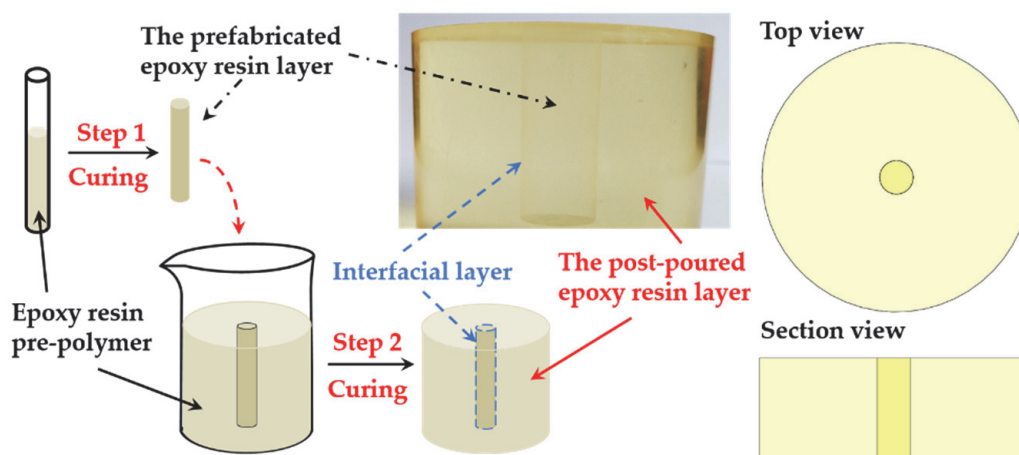 The prefabricated
epoxy resin layer
Step 1
Curing
Top view
Interfacial layer
The post-poured
epoxy resin layer
Epoxy resin
pre-polymer
Step 2
Curing
Section view